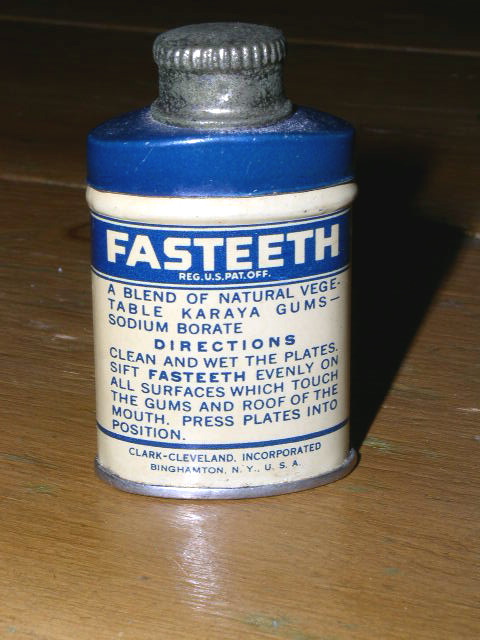 FASTEETH
REG.U.S.PAT.OFF.
A BLEND OF NATURAL VEGE-
TABLE KARAYA GUMS—
SODIUM BORATE
DIRECTIONS
CLEAN AND WET THE PLATES.
SIFT FASTEETH EVENLY ON
ALL SURFACES WHICH TOUCH
THE GUMS AND ROOF OF THE
MOUTH. PRESS PLATES INTO
POSITION.
CLARK-CLEVELAND, INCORPORATED
BINGHAMTON, N.Y., U.S.A.